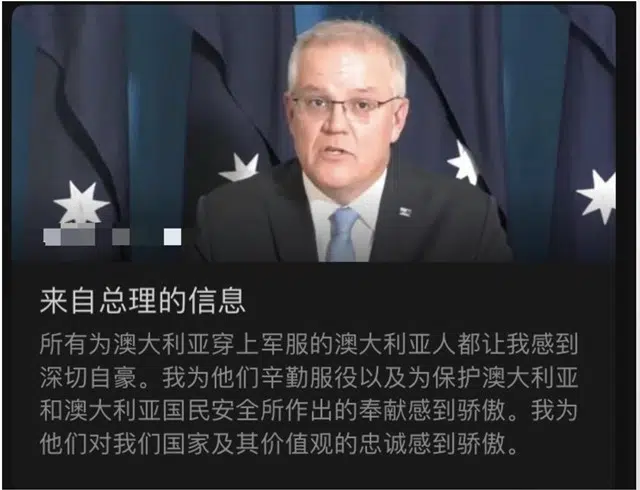 来自总理的信息
所有为澳大利亚穿上军服的澳大利亚人都让我感到
深切自豪。我为他们辛勤服役以及为保护澳大利亚
和澳大利亚国民安全所作出的奉献感到骄傲。我为
他们对我们国家及其价值观的忠诚感到骄傲。